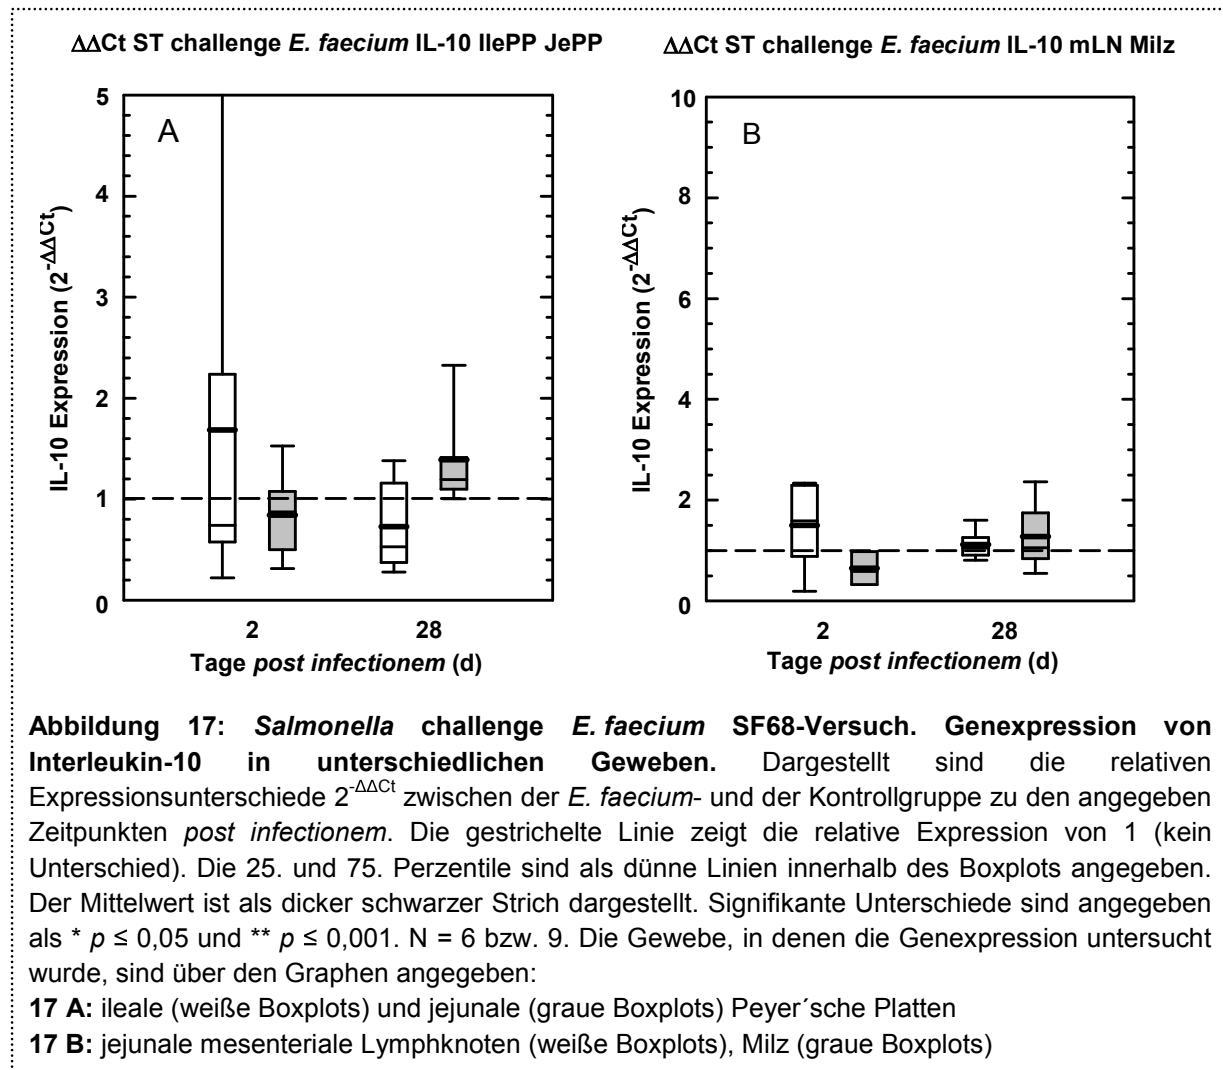 ΔΔCt ST challenge E. faecium IL-10 IlePP JePP
A
IL-10 Expression (2^-ΔΔCt)
5
4
3
2
1
0
2 28
Tage post infectionem (d)
ΔΔCt ST challenge E. faecium IL-10 mLN Milz
B
IL-10 Expression (2^-ΔΔCt)
10
8
6
4
2
0
2 28
Tage post infectionem (d)
Abbildung 17: Salmonella challenge E. faecium SF68-Versuch. Genexpression von
Interleukin-10 in unterschiedlichen Geweben. Dargestellt sind die relativen
Expressionsunterschiede 2^-ΔΔCt zwischen der E. faecium- und der Kontrollgruppe zu den angegeben
Zeitpunkten post infectionem. Die gestrichelte Linie zeigt die relative Expression von 1 (kein
Unterschied). Die 25. und 75. Perzentile sind als dünne Linien innerhalb des Boxplots angegeben.
Der Mittelwert ist als dicker schwarzer Strich dargestellt. Signifikante Unterschiede sind angegeben
als * p ≤ 0,05 und ** p ≤ 0,001. N = 6 bzw. 9. Die Gewebe, in denen die Genexpression untersucht
wurde, sind über den Graphen angegeben:
17 A: ileale (weiße Boxplots) und jejunale (graue Boxplots) Peyer´sche Platten
17 B: jejunale mesenteriale Lymphknoten (weiße Boxplots), Milz (graue Boxplots)